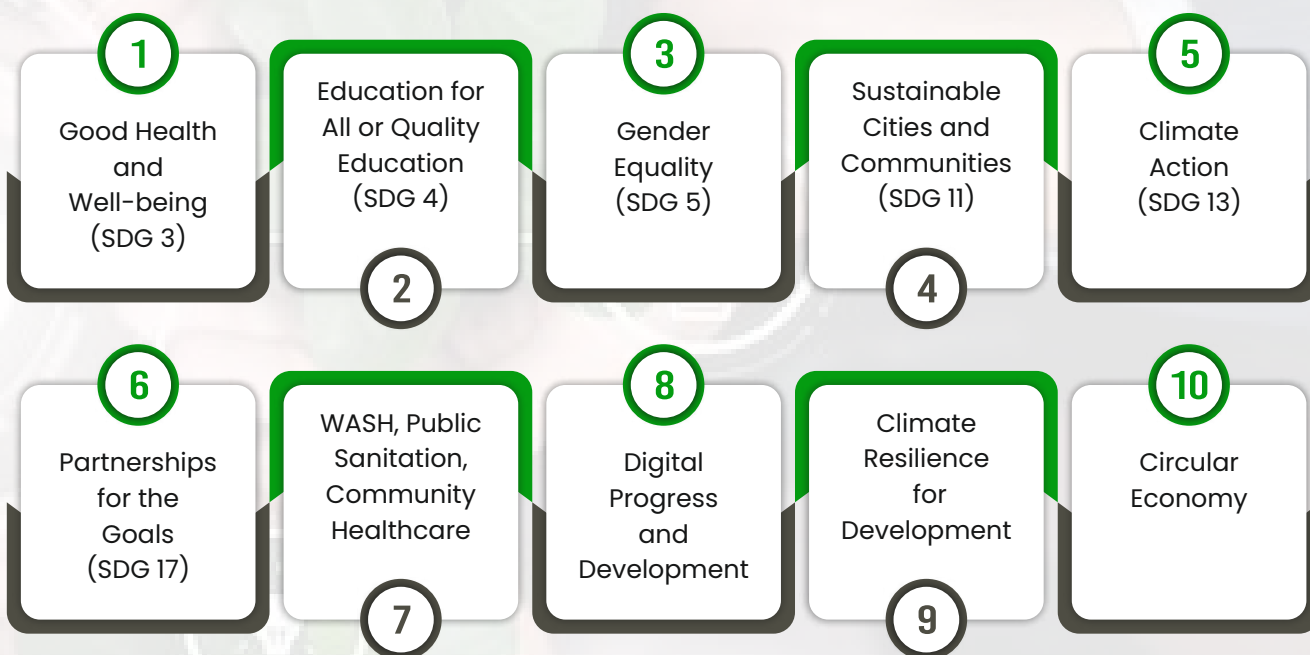 1
Good Health
and
Well-being
(SDG 3)
Education for
All or Quality
Education
(SDG 4)
2
3
Gender
Equality
(SDG 5)
Sustainable
Cities and
Communities
(SDG 11)
4
5
Climate
Action
(SDG 13)
6
Partnerships
for the
Goals
(SDG 17)
WASH, Public
Sanitation,
Community
Healthcare
7
8
Digital
Progress
and
Development
Climate
Resilience
for
Development
9
10
Circular
Economy